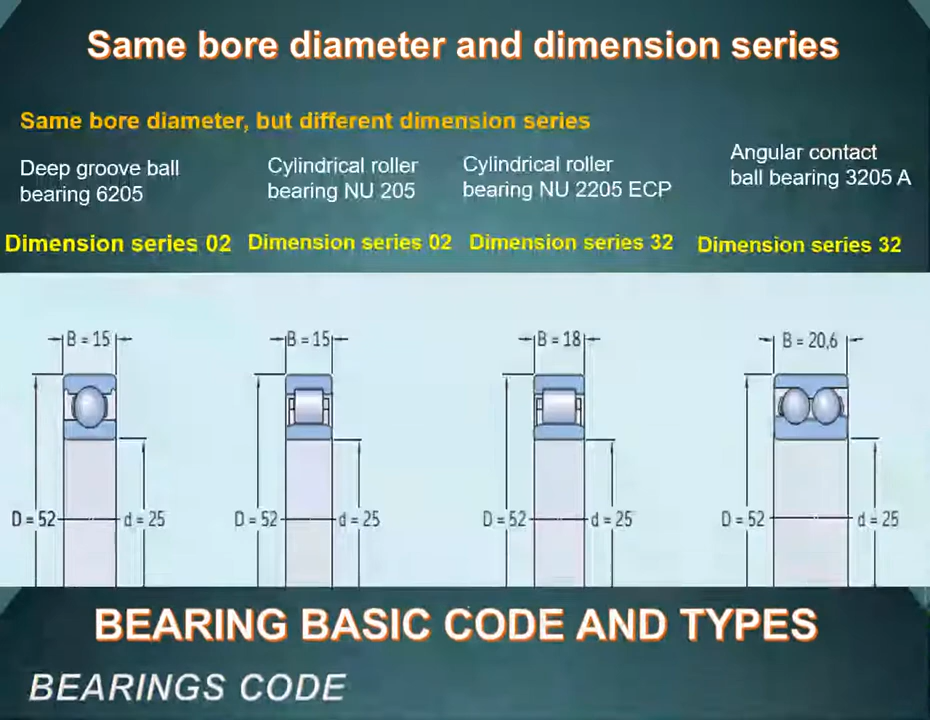 Same bore diameter and dimension series
Same bore diameter, but different dimension series
Deep groove ball
bearing 6205
Cylindrical roller
bearing NU 205
Cylindrical roller
bearing NU 2205 ECP
Angular contact
ball bearing 3205 A
Dimension series 02
Dimension series 02
Dimension series 32
Dimension series 32
B = 15
B = 15
B = 18
B = 20,6
D = 52
d = 25
D = 52
d = 25
D = 52
d = 25
D = 52
d = 25
BEARING BASIC CODE AND TYPES
BEARINGS CODE